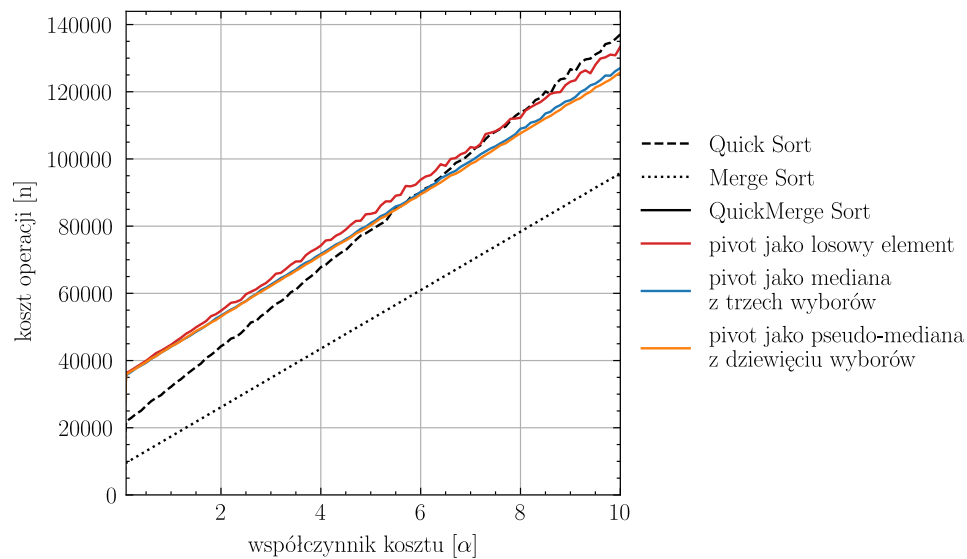 140000
120000
100000
80000
60000
40000
20000
0
koszt operacji [n]
2 4 6 8 10
współczynnik kosztu [α]
Quick Sort
Merge Sort
QuickMerge Sort
pivot jako losowy element
pivot jako mediana
z trzech wyborów
pivot jako pseudo-mediana
z dziewięciu wyborów